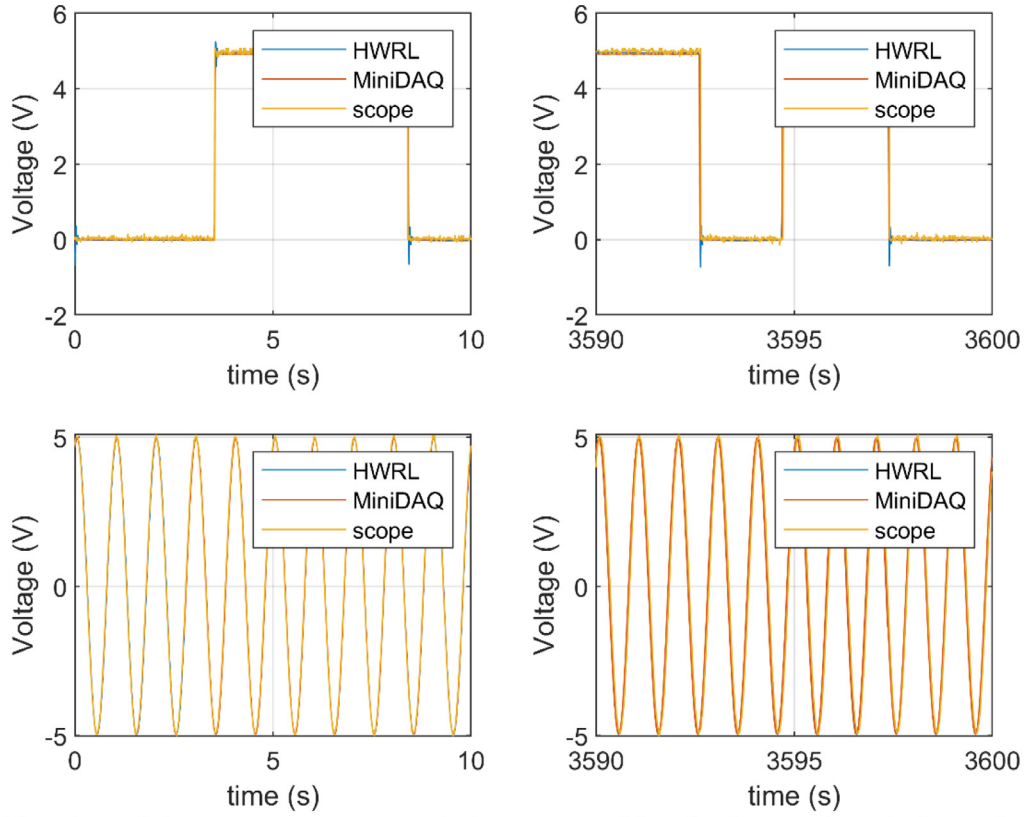 6
4
2
0
-2
Voltage (V)
HWRL
MiniDAQ
scope
0
5
10
time (s)
6
4
2
0
-2
Voltage (V)
HWRL
MiniDAQ
scope
3590
3595
3600
time (s)
5
0
-5
Voltage (V)
HWRL
MiniDAQ
scope
0
5
10
time (s)
5
0
-5
Voltage (V)
HWRL
MiniDAQ
scope
3590
3595
3600
time (s)